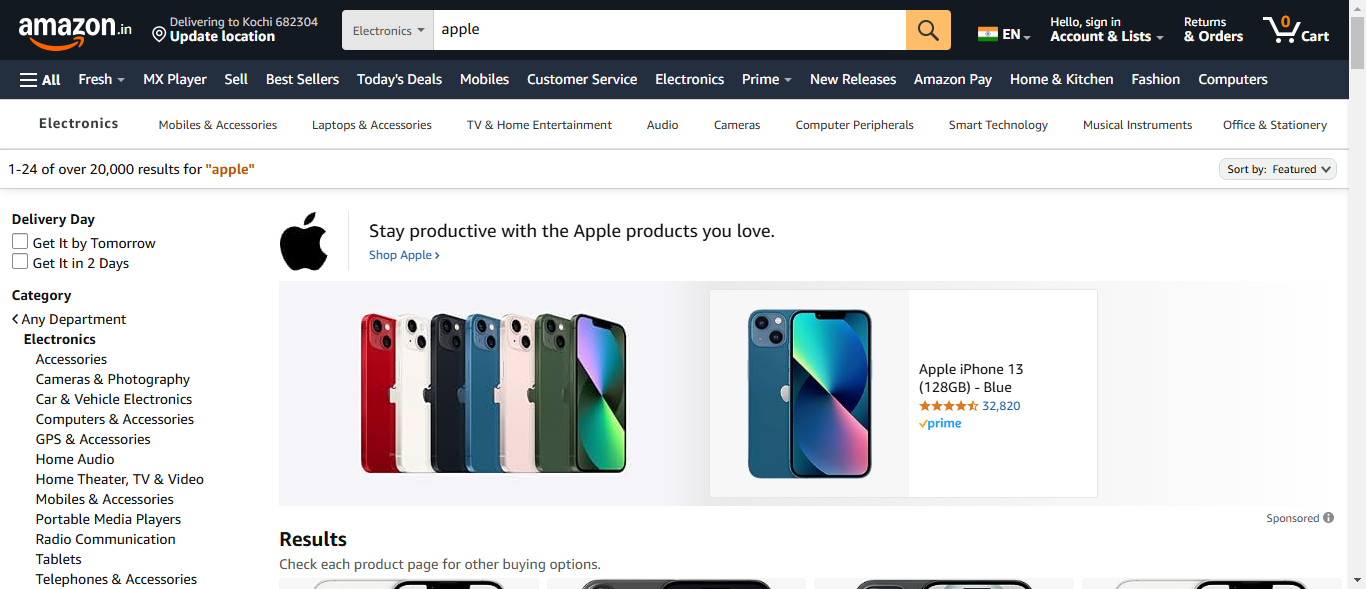 amazon.in
Delivering to Kochi 682304
Update location
Electronics
apple
EN
Hello, sign in
Account & Lists
Returns
& Orders
0
Cart
All
Fresh
MX Player
Sell
Best Sellers
Today's Deals
Mobiles
Customer Service
Electronics
Prime
New Releases
Amazon Pay
Home & Kitchen
Fashion
Computers
Electronics
Mobiles & Accessories
Laptops & Accessories
TV & Home Entertainment
Audio
Cameras
Computer Peripherals
Smart Technology
Musical Instruments
Office & Stationery
1-24 of over 20,000 results for "apple"
Sort by: Featured
Delivery Day
Get It by Tomorrow
Get It in 2 Days
Category
Any Department
Electronics
Accessories
Cameras & Photography
Car & Vehicle Electronics
Computers & Accessories
GPS & Accessories
Home Audio
Home Theater, TV & Video
Mobiles & Accessories
Portable Media Players
Radio Communication
Tablets
Telephones & Accessories
Stay productive with the Apple products you love.
Shop Apple
Apple iPhone 13
(128GB) - Blue
32,820
prime
Sponsored
Results
Check each product page for other buying options.